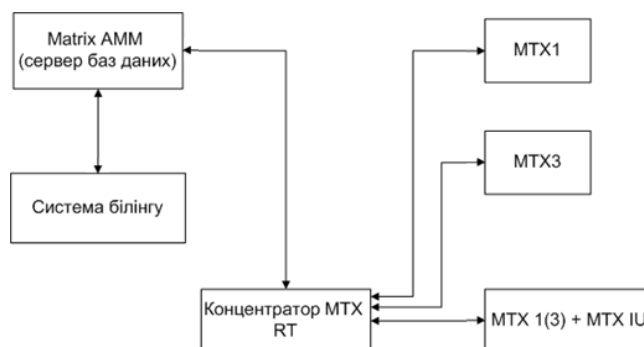 Matrix AMM
(сервер баз даних)
MTX1
MTX3
Система білінгу
Концентратор MTX
RT
MTX 1(3) + MTX IU